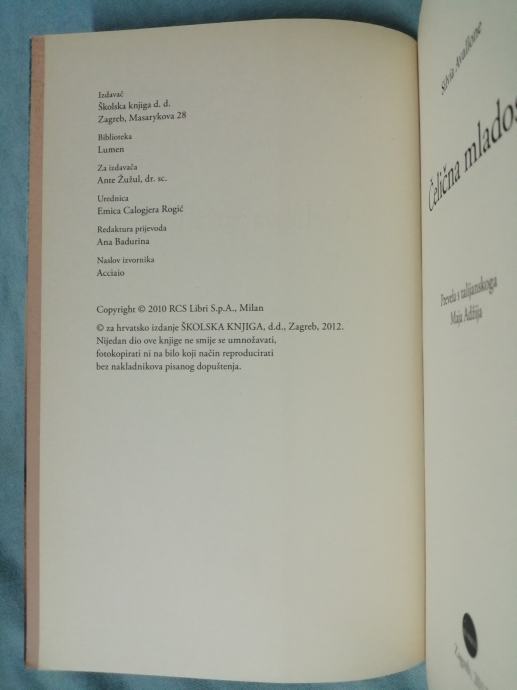 Izdavač
Školska knjiga d. d.
Zagreb, Masarykova 28
Biblioteka
Lumen
Za izdavača
Ante Žužul, dr. sc.
Urednica
Emica Calogjera Rogić
Redaktura prijevoda
Ana Badurina
Naslov izvornika
Acciaio
Copyright © 2010 RCS Libri S.p.A., Milan
© za hrvatsko izdanje ŠKOLSKA KNJIGA, d.d., Zagreb, 2012.
Nijedan dio ove knjige ne smije se umnožavati,
fotokopirati ni na bilo koji način reproducirati
bez nakladnikova pisanog dopuštenja.
Silvia Avallone
Čelična mlados
Prevela s talijanskoga
Maja Adžija
Zagreb,